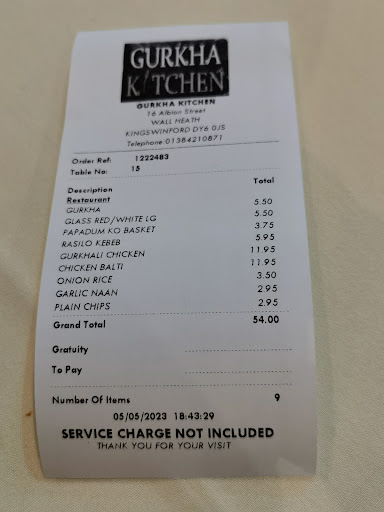 GURKHA
KITCHEN
GURKHA KITCHEN
16 Albion Street
WALL HEATH
KINGSWINFORD DY6 0JS
Telephone:01384210871
Order Ref: 1222483
Table No: 15
Description Total
Restaurant
GURKHA 5.50
GLASS RED/WHITE LG 5.50
PAPADUM KO BASKET 3.75
RASILO KEBEB 5.95
GURKHALI CHICKEN 11.95
CHICKEN BALTI 11.95
ONION RICE 3.50
GARLIC NAAN 2.95
PLAIN CHIPS 2.95
Grand Total 54.00
Gratuity
To Pay
Number Of Items 9
05/05/2023 18:43:29
SERVICE CHARGE NOT INCLUDED
THANK YOU FOR YOUR VISIT